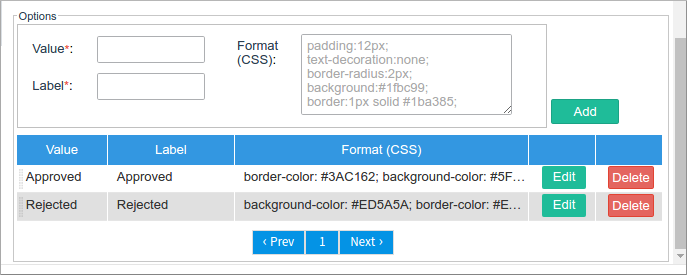 Options
Value*:
Format (CSS):
padding:12px;
text-decoration:none;
border-radius:2px;
background:#1fbc99;
border:1px solid #1ba385;
Label*:
Add
Value Label Format (CSS)
Approved Approved border-color: #3AC162; background-color: #5F… Edit Delete
Rejected Rejected background-color: #ED5A5A; border-color: #E… Edit Delete
‹ Prev 1 Next ›